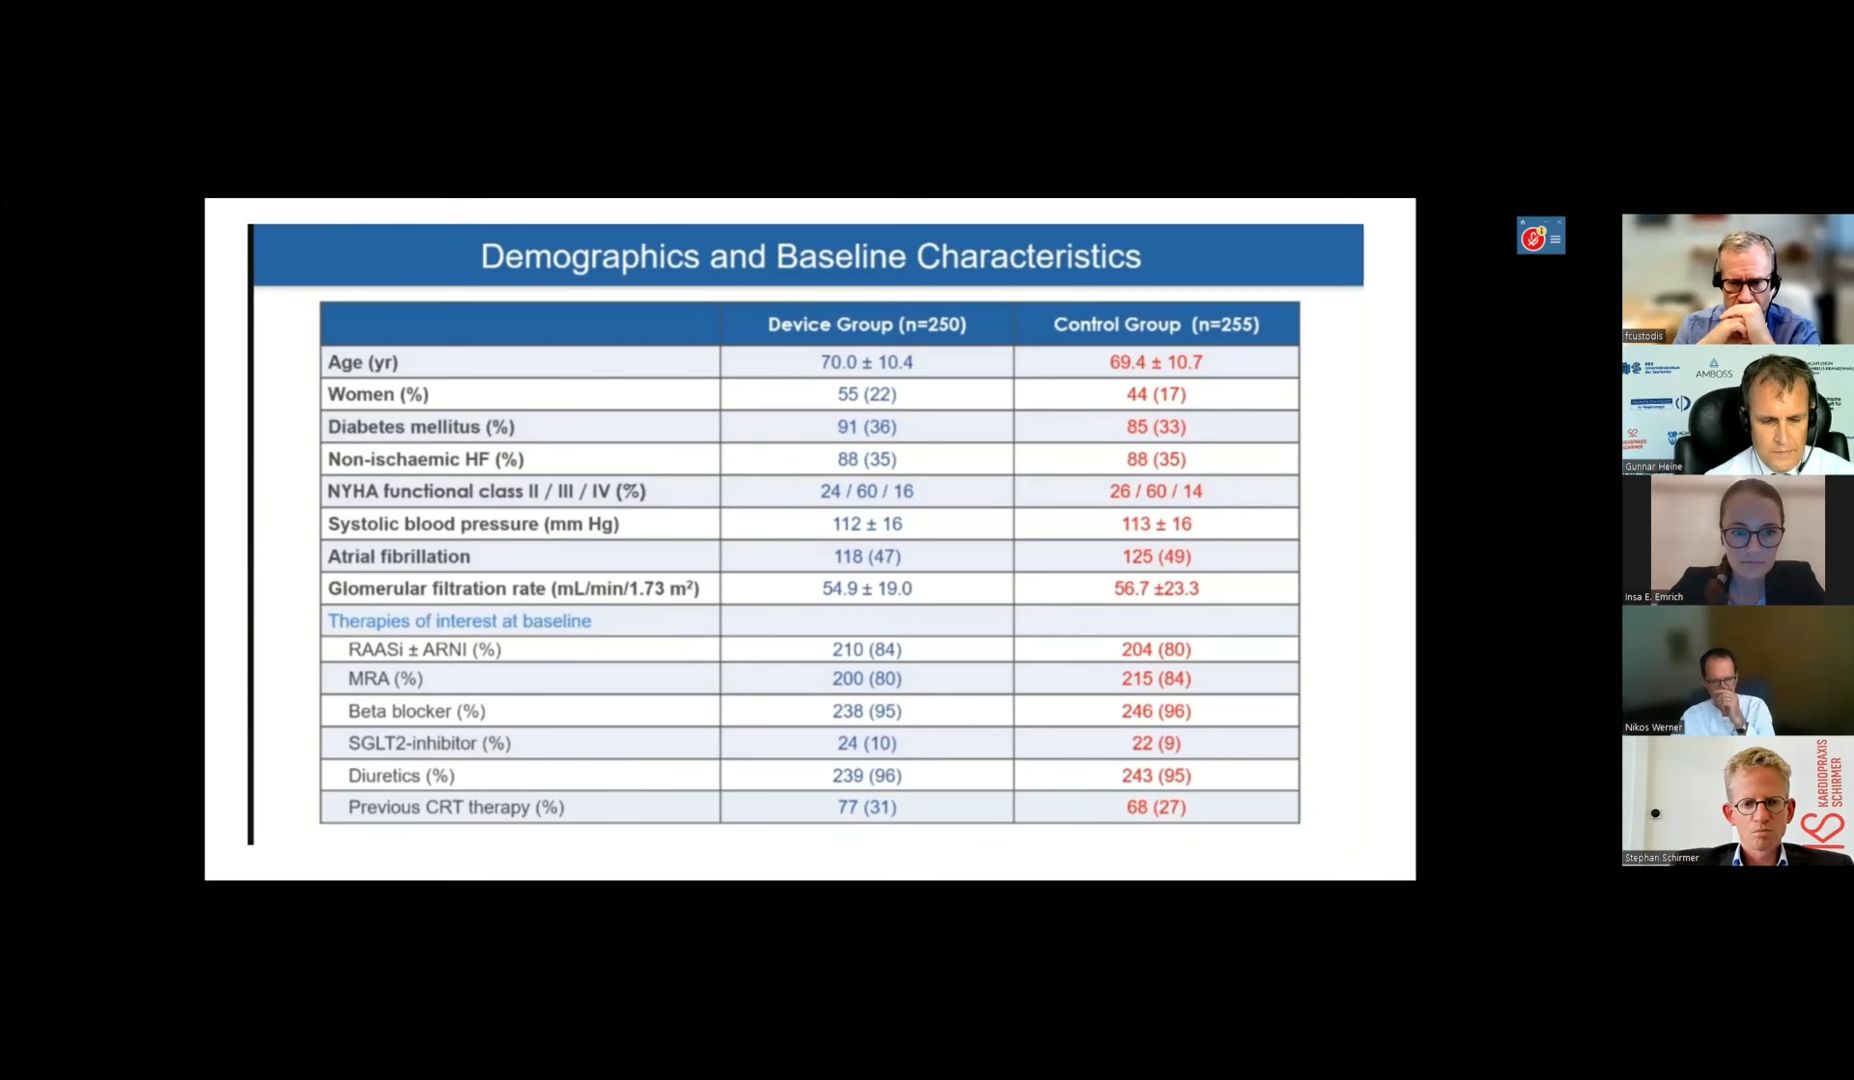 Demographics and Baseline Characteristics
Device Group (n=250) Control Group (n=255)
Age (yr) 70.0 ± 10.4 69.4 ± 10.7
Women (%) 55 (22) 44 (17)
Diabetes mellitus (%) 91 (36) 85 (33)
Non-ischaemic HF (%) 88 (35) 88 (35)
NYHA functional class II / III / IV (%) 24 / 60 / 16 26 / 60 / 14
Systolic blood pressure (mm Hg) 112 ± 16 113 ± 16
Atrial fibrillation 118 (47) 125 (49)
Glomerular filtration rate (mL/min/1.73 m²) 54.9 ± 19.0 56.7 ±23.3
Therapies of interest at baseline
RAASi ± ARNI (%) 210 (84) 204 (80)
MRA (%) 200 (80) 215 (84)
Beta blocker (%) 238 (95) 246 (96)
SGLT2-inhibitor (%) 24 (10) 22 (9)
Diuretics (%) 239 (96) 243 (95)
Previous CRT therapy (%) 77 (31) 68 (27)
fcustodis
AMBOSS
Gunnar Heine
Insa E. Emrich
Nikos Werner
KARDIOPRAXIS
SCHIRMER
Stephan Schirmer